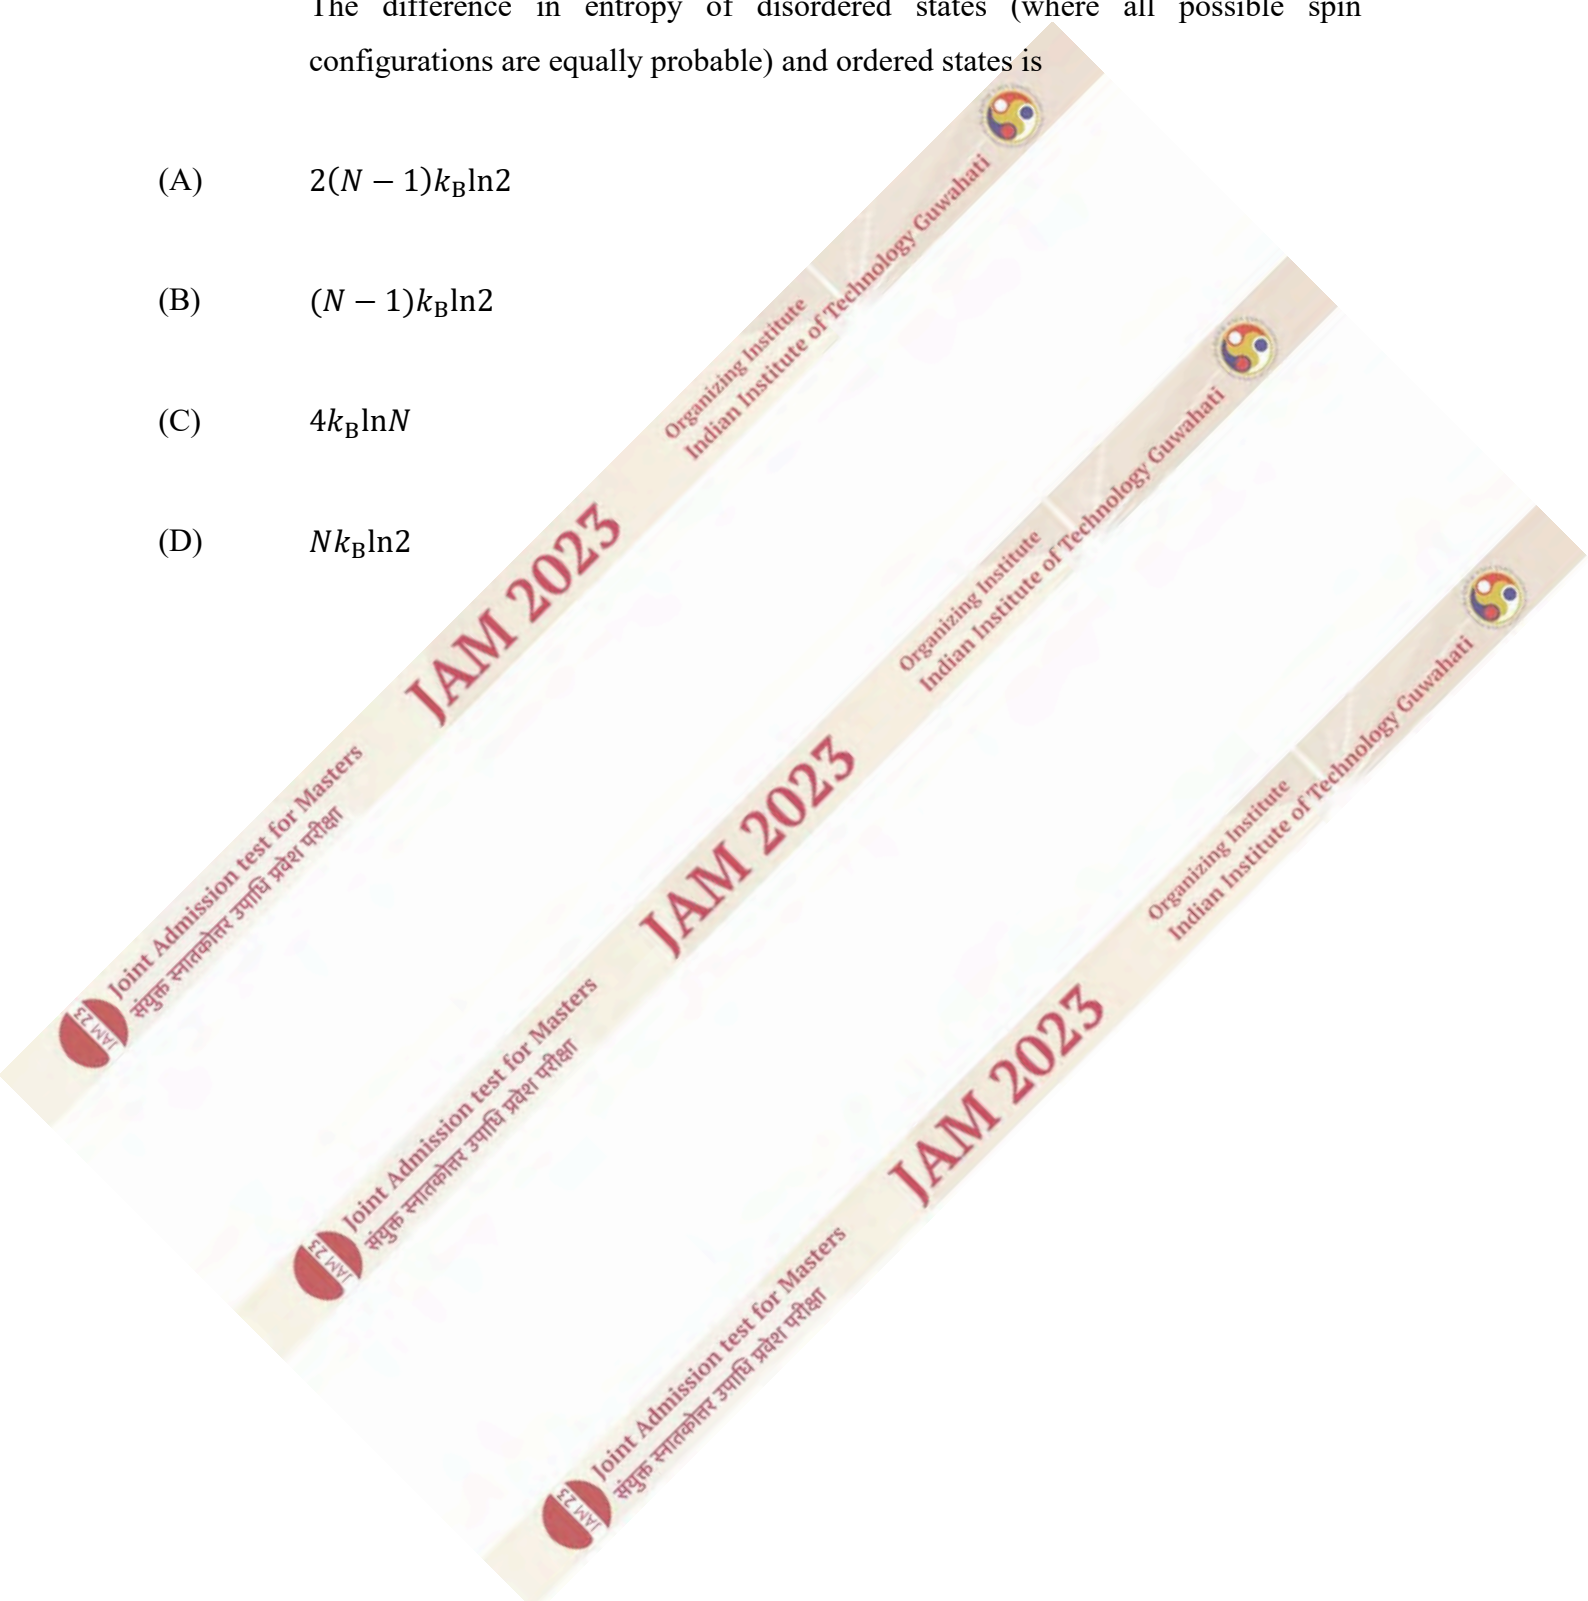 The difference in entropy of disordered states (where all possible spin
configurations are equally probable) and ordered states is
(A) 2(N − 1)k_B ln2
(B) (N − 1)k_B ln2
(C) 4k_B lnN
(D) Nk_B ln2
Organizing Institute
Indian Institute of Technology Guwahati
JAM 2023
Joint Admission test for Masters
संयुक्त स्नातकोत्तर उपाधि प्रवेश परीक्षा
JAM 23
Organizing Institute
Indian Institute of Technology Guwahati
JAM 2023
Joint Admission test for Masters
संयुक्त स्नातकोत्तर उपाधि प्रवेश परीक्षा
JAM 23
Organizing Institute
Indian Institute of Technology Guwahati
JAM 2023
Joint Admission test for Masters
संयुक्त स्नातकोत्तर उपाधि प्रवेश परीक्षा
JAM 23